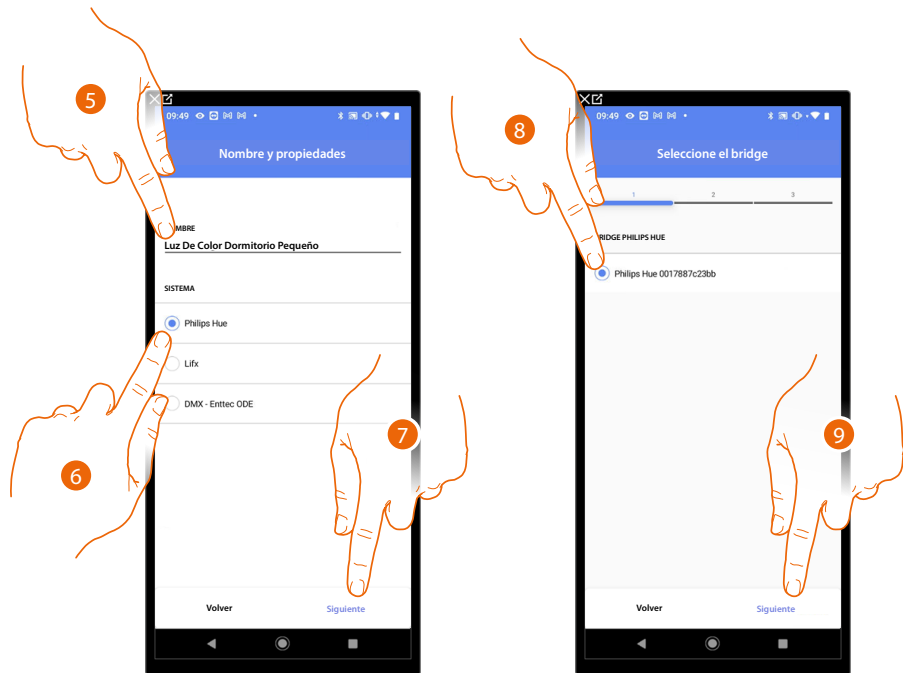 5
09:49
Nombre y propiedades
MBRE
Luz De Color Dormitorio Pequeño
SISTEMA
Philips Hue
Lifx
DMX - Enttec ODE
6
7
Volver
Siguiente
8
09:49
Seleccione el bridge
1 2 3
RIDGE PHILIPS HUE
Philips Hue 0017887c23bb
9
Volver
Siguiente